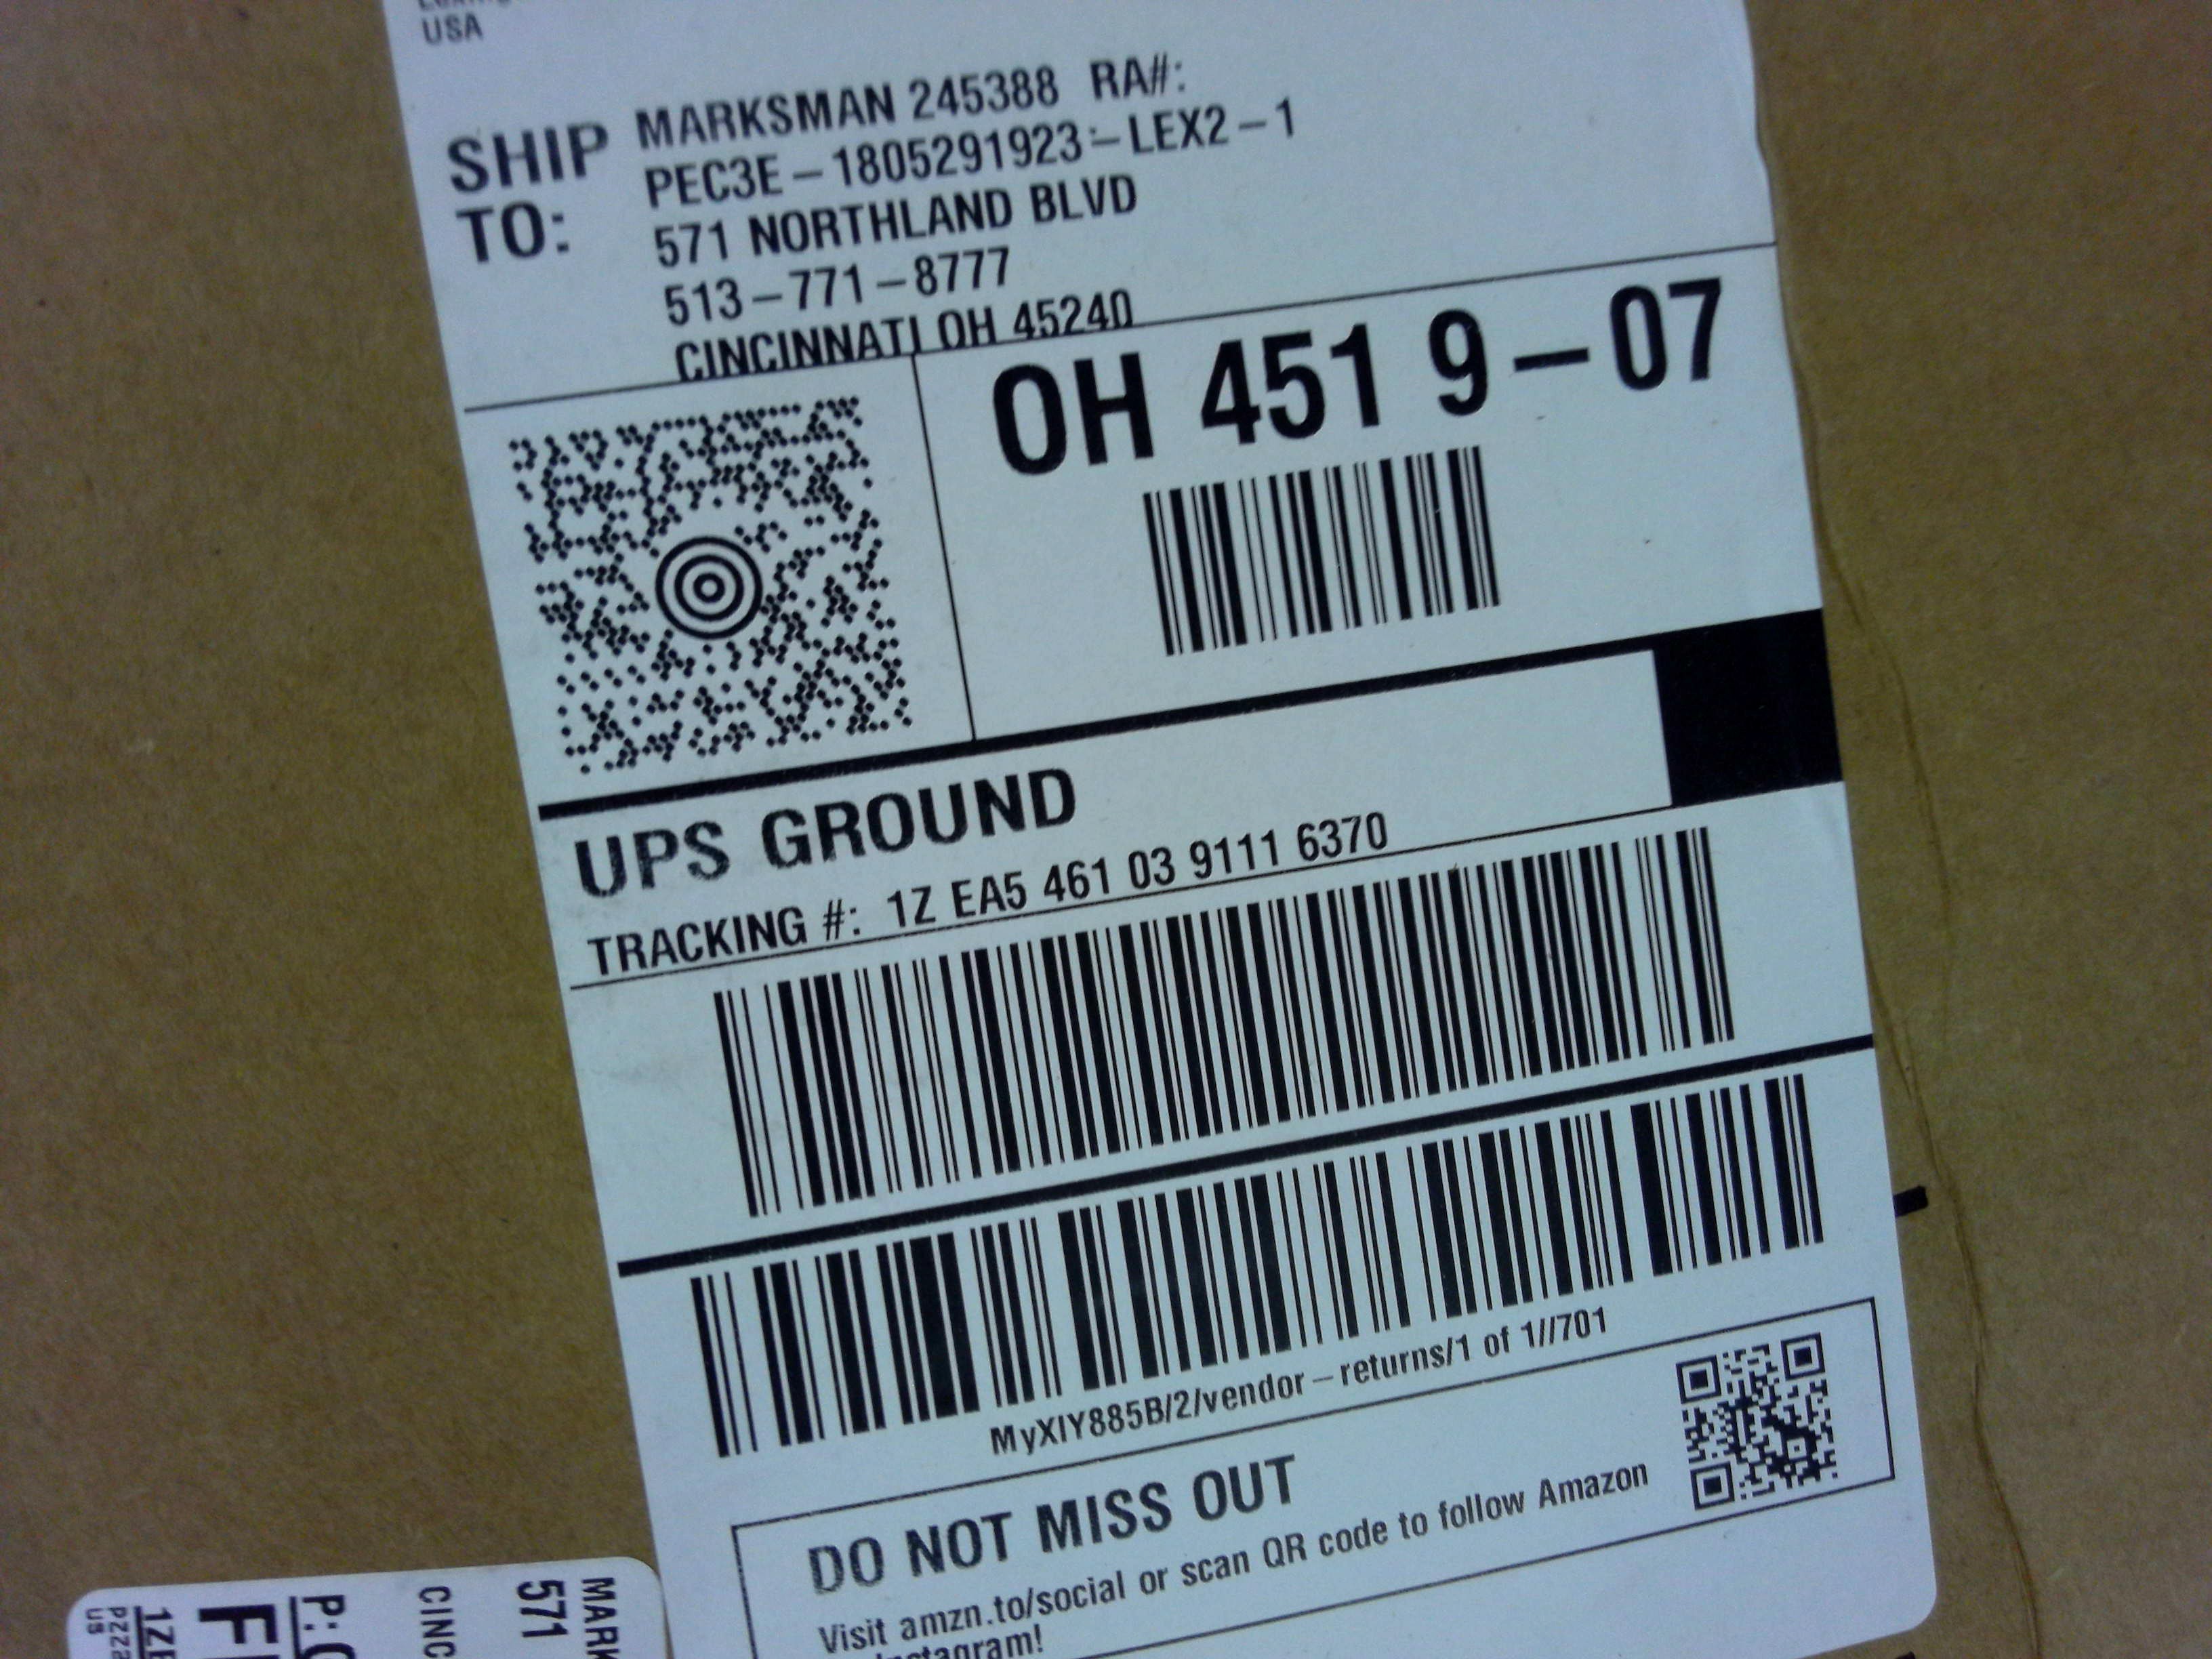 USA
SHIP TO:
MARKSMAN 245388 RA#:
PEC3E-1805291923-LEX2-1
571 NORTHLAND BLVD
513-771-8777
CINCINNATI OH 45240
OH 451 9-07
UPS GROUND
TRACKING #: 1Z EA5 461 03 9111 6370
MyXIY885B/2/vendor-returns/1 of 1//701
DO NOT MISS OUT
Visit amzn.to/social or scan QR code to follow Amazon
MARK
571
CINC